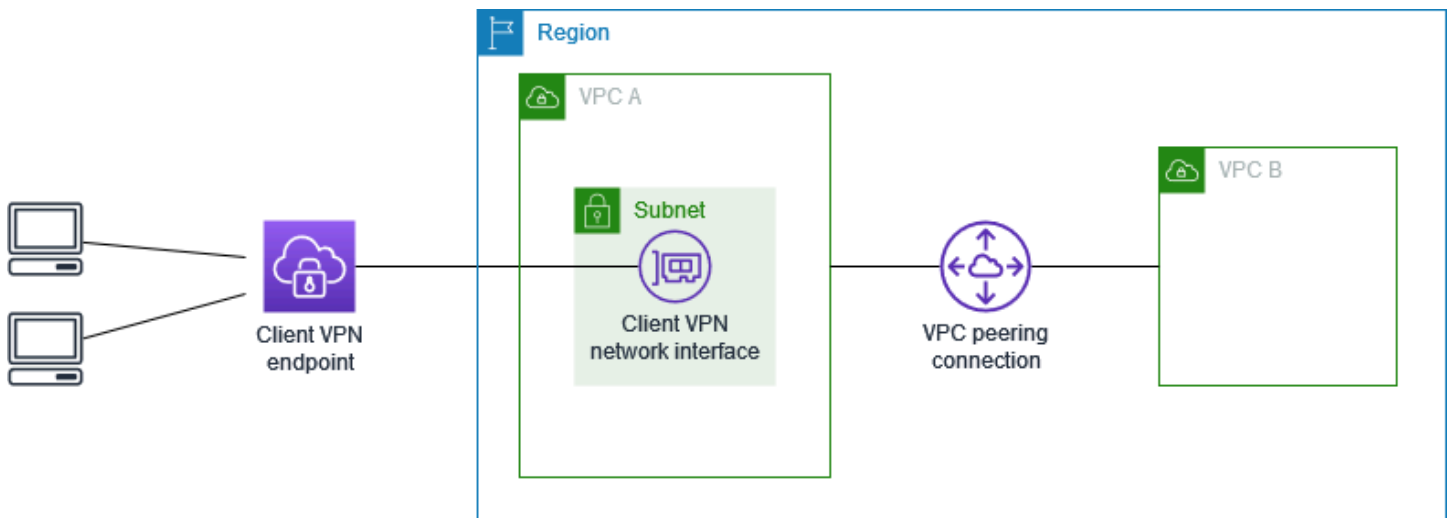 Region
VPC A
VPC B
Subnet
Client VPN
endpoint
Client VPN
network interface
VPC peering
connection